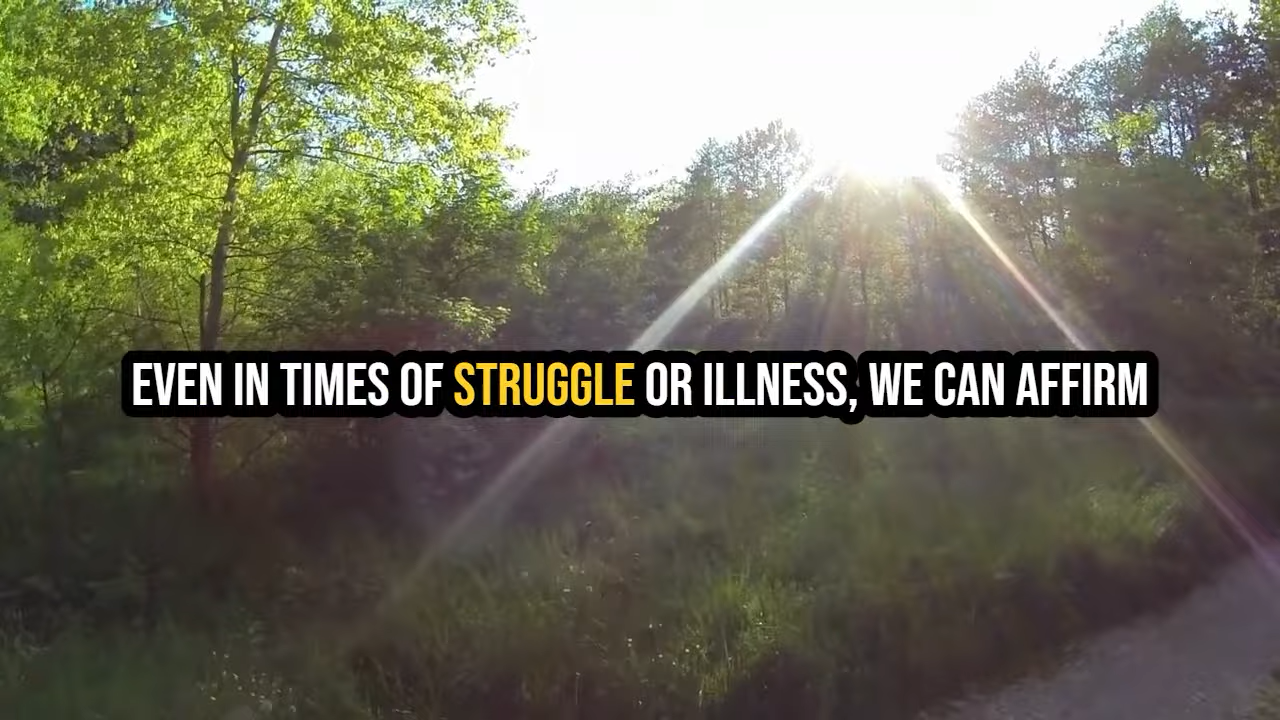 EVEN IN TIMES OF STRUGGLE OR ILLNESS, WE CAN AFFIRM